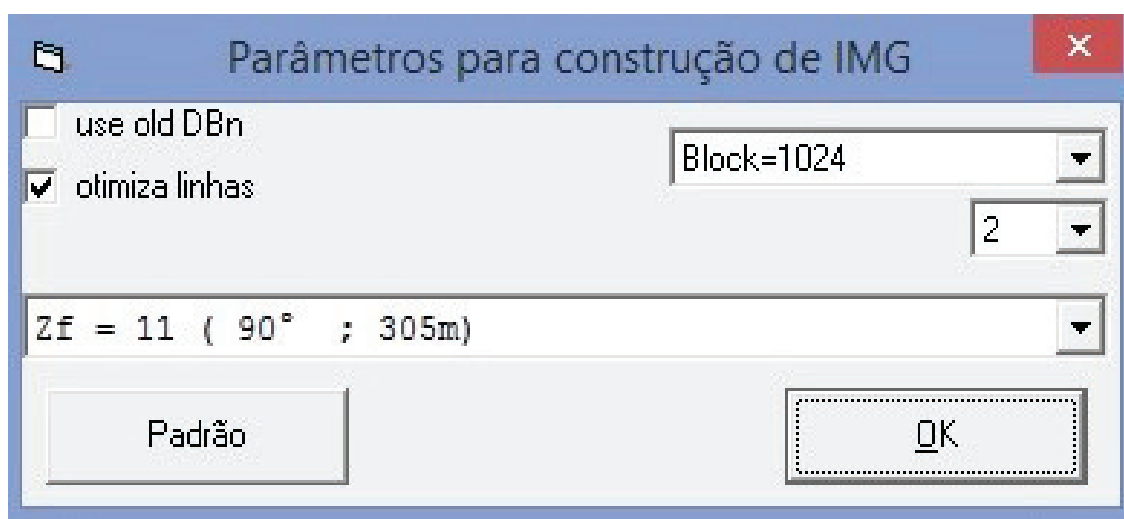 Parâmetros para construção de IMG
use old DBn
Block=1024
otimiza linhas
2
Zf = 11 ( 90° ; 305m)
Padrão
OK